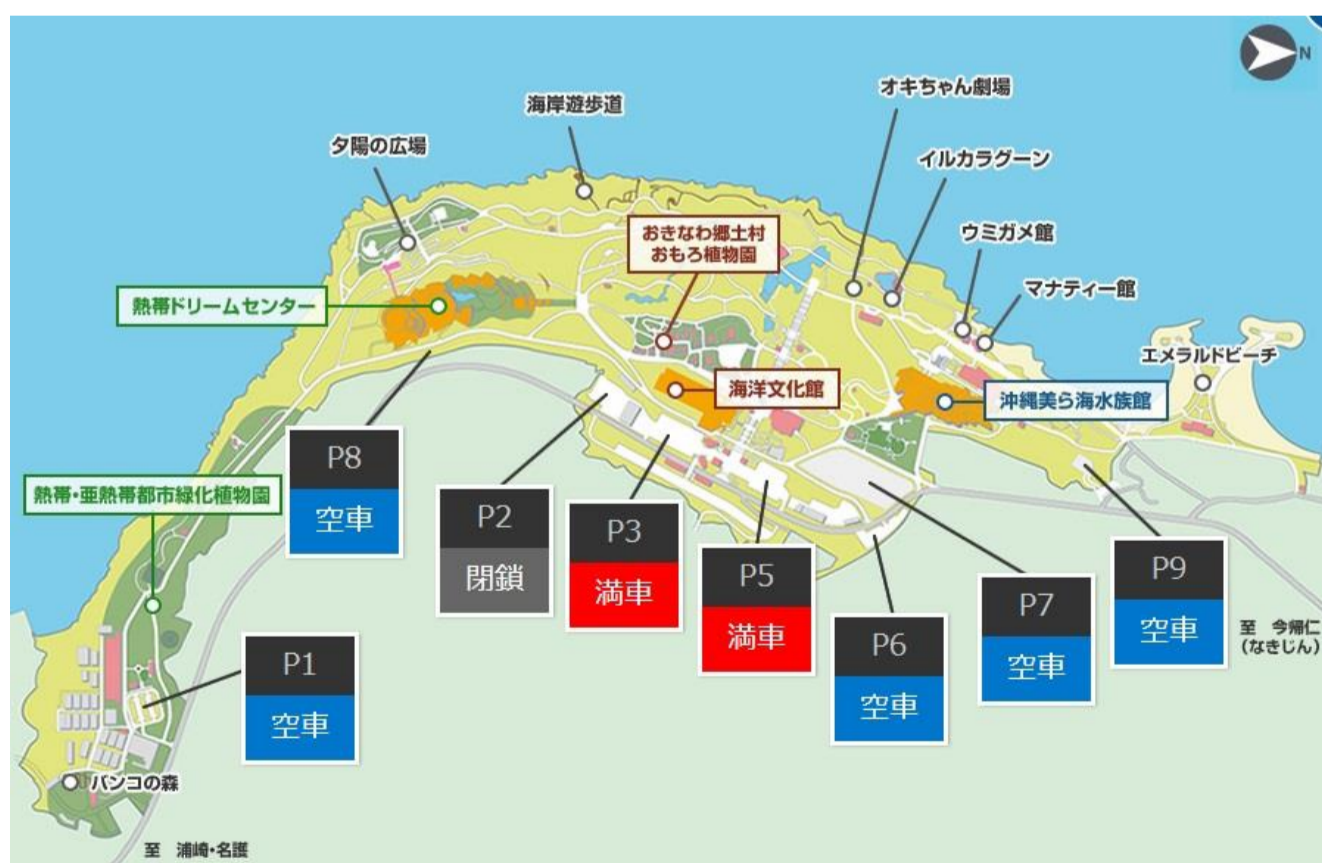 N
オキちゃん劇場
海岸遊歩道
夕陽の広場
イルカラグーン
おきなわ郷土村
おもろ植物園
ウミガメ館
マナティー館
熱帯ドリームセンター
エメラルドビーチ
海洋文化館
沖縄美ら海水族館
P8
空車
熱帯・亜熱帯都市緑化植物園
P2
閉鎖
P3
満車
P5
満車
P6
空車
P7
空車
P9
空車
至 今帰仁
(なきじん)
P1
空車
バンコの森
至 浦崎・名護